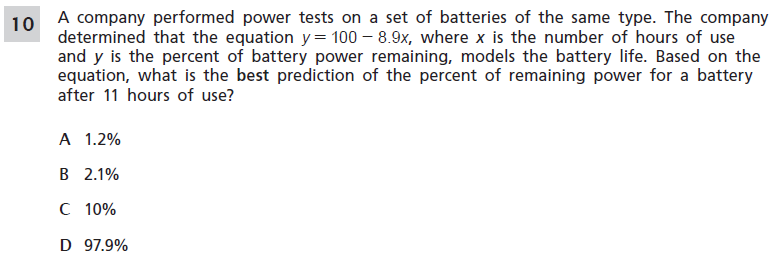 10 A company performed power tests on a set of batteries of the same type. The company
determined that the equation y = 100 − 8.9x, where x is the number of hours of use
and y is the percent of battery power remaining, models the battery life. Based on the
equation, what is the best prediction of the percent of remaining power for a battery
after 11 hours of use?
A 1.2%
B 2.1%
C 10%
D 97.9%